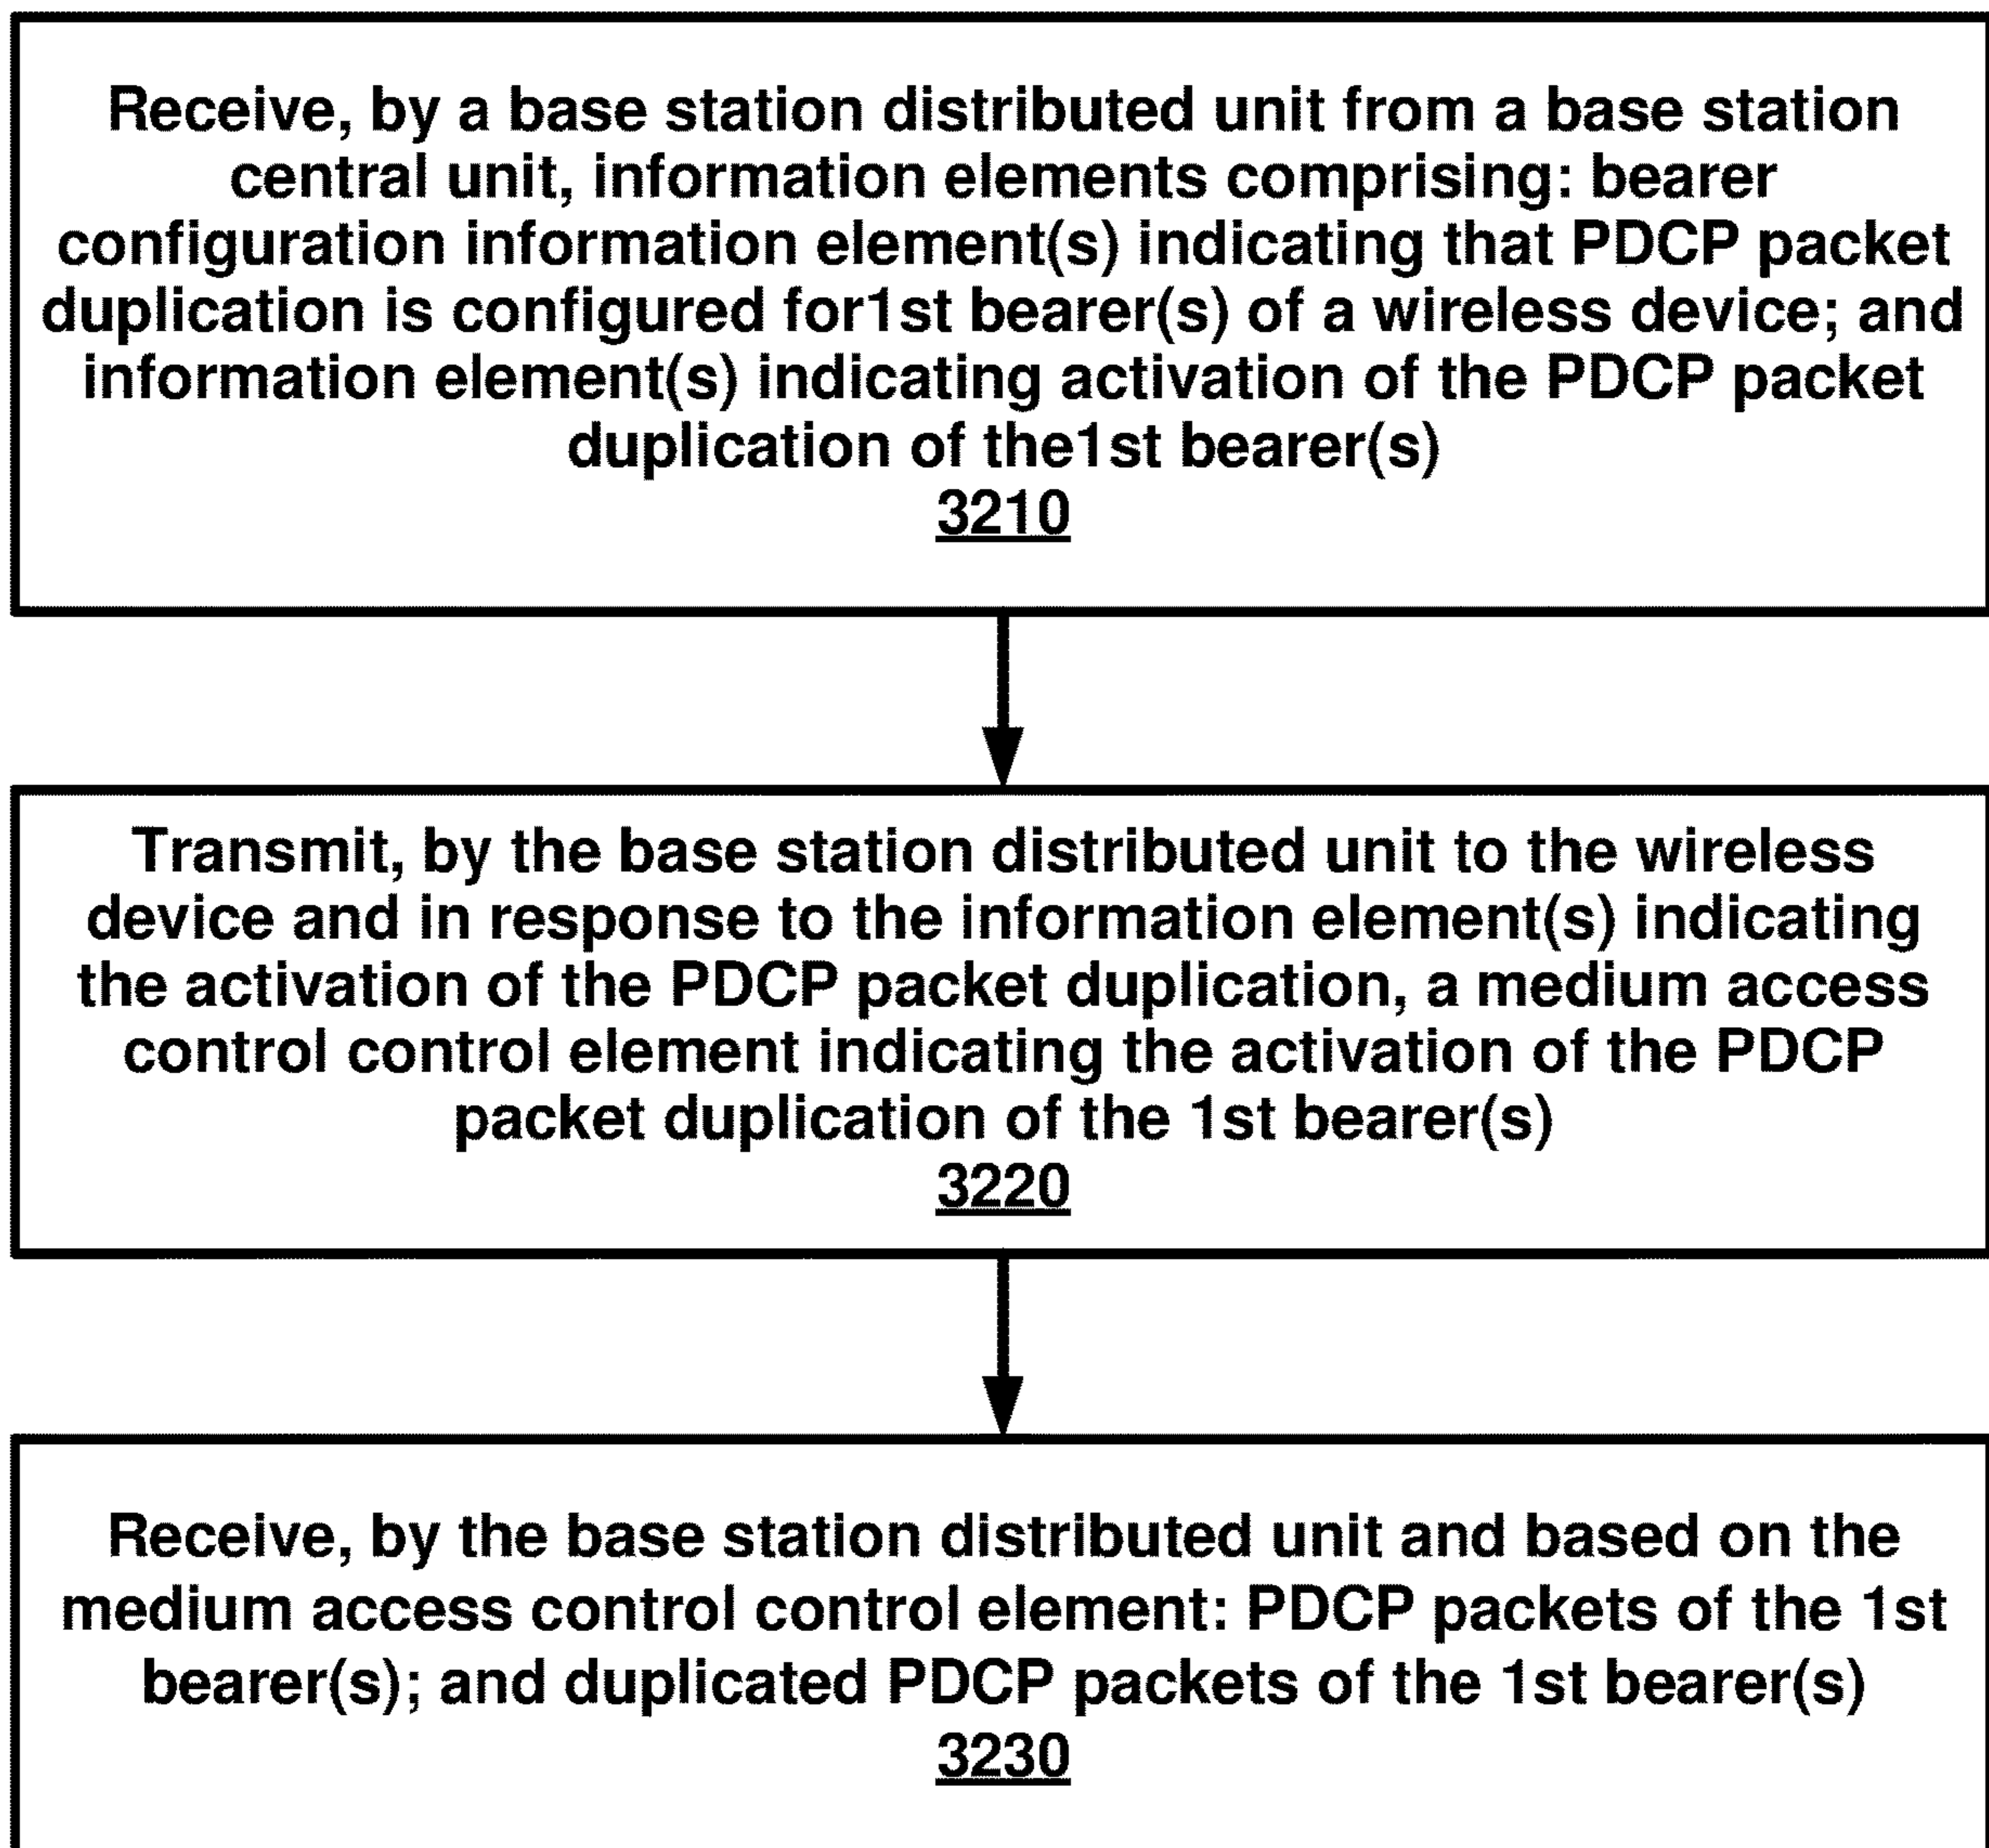 Receive, by a base station distributed unit from a base station
central unit, information elements comprising: bearer
configuration information element(s) indicating that PDCP packet
duplication is configured for1st bearer(s) of a wireless device; and
information element(s) indicating activation of the PDCP packet
duplication of the1st bearer(s)
3210
Transmit, by the base station distributed unit to the wireless
device and in response to the information element(s) indicating
the activation of the PDCP packet duplication, a medium access
control control element indicating the activation of the PDCP
packet duplication of the 1st bearer(s)
3220
Receive, by the base station distributed unit and based on the
medium access control control element: PDCP packets of the 1st
bearer(s); and duplicated PDCP packets of the 1st bearer(s)
3230